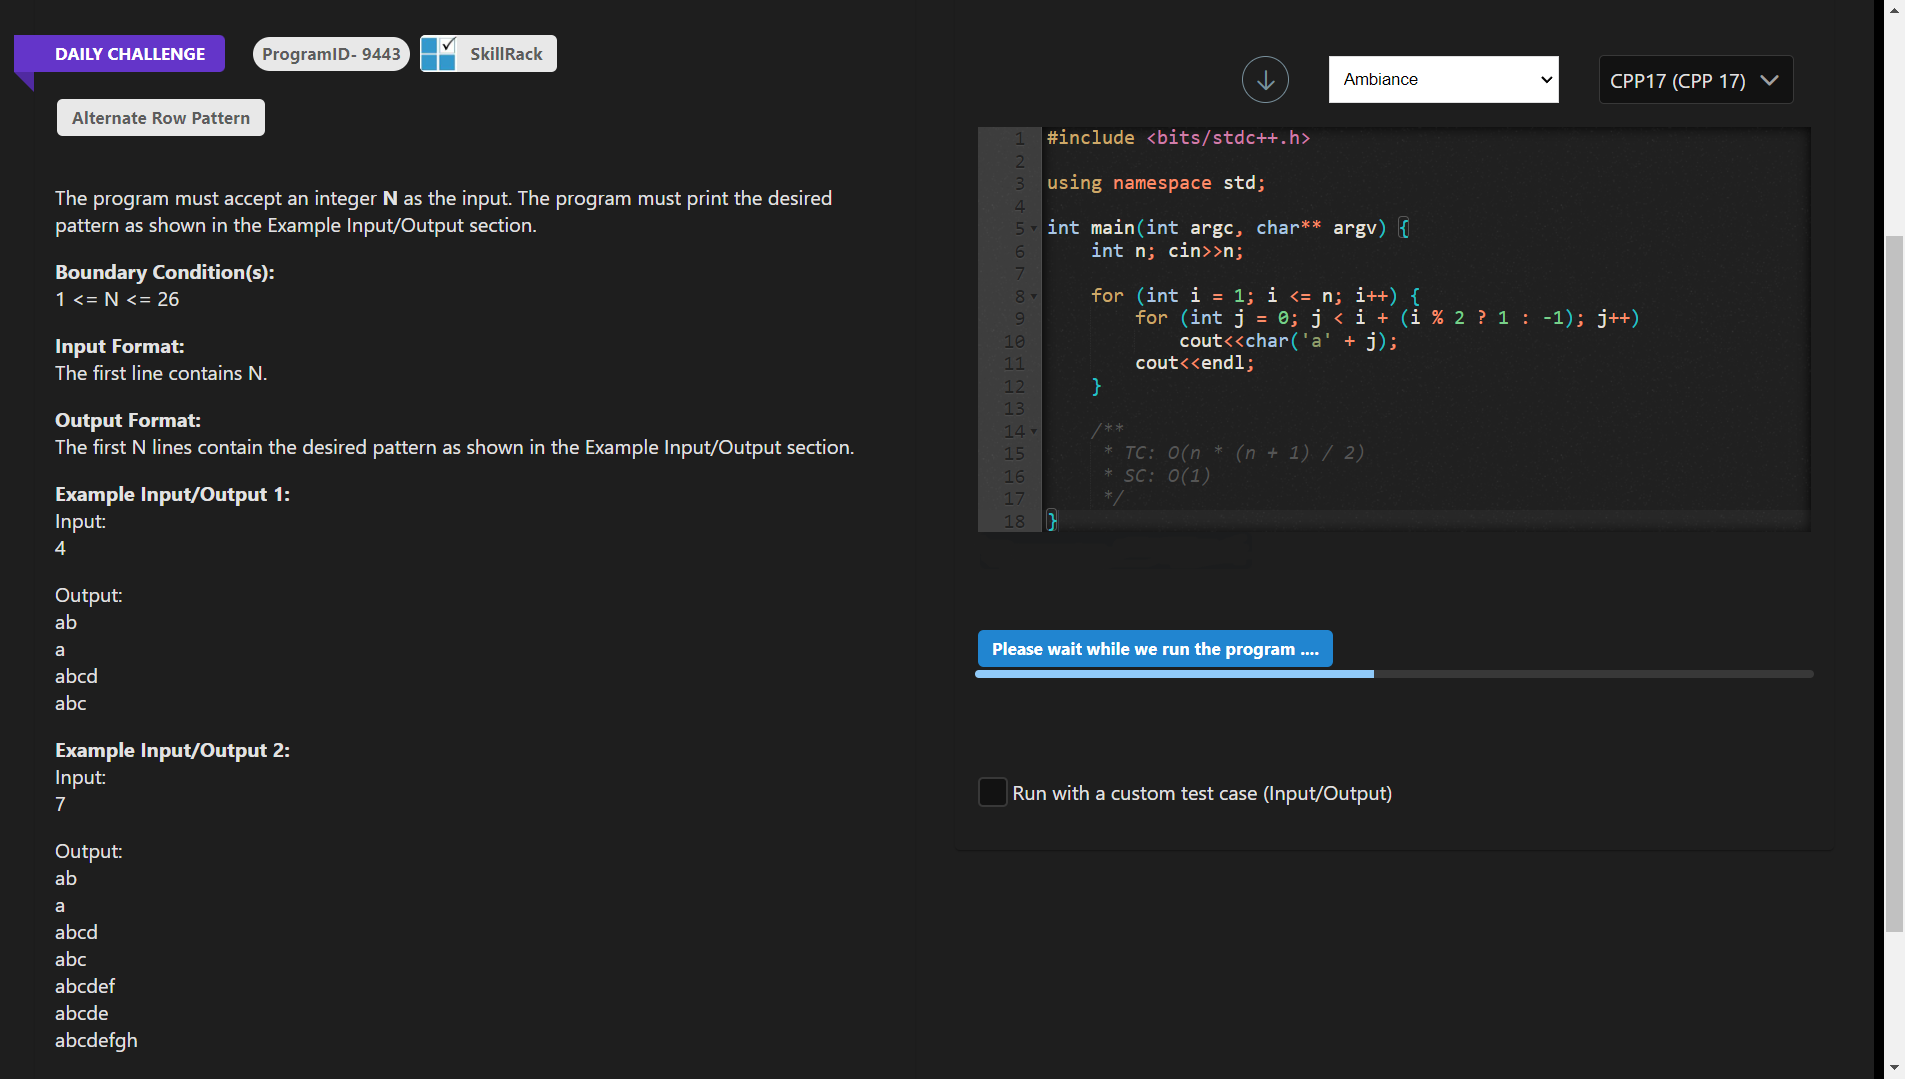 DAILY CHALLENGE
ProgramID- 9443
SkillRack
Alternate Row Pattern
The program must accept an integer N as the input. The program must print the desired
pattern as shown in the Example Input/Output section.
Boundary Condition(s):
1 <= N <= 26
Input Format:
The first line contains N.
Output Format:
The first N lines contain the desired pattern as shown in the Example Input/Output section.
Example Input/Output 1:
Input:
4
Output:
ab
a
abcd
abc
Example Input/Output 2:
Input:
7
Output:
ab
a
abcd
abc
abcdef
abcde
abcdefgh
Ambiance
CPP17 (CPP 17)
1 #include <bits/stdc++.h>
2
3 using namespace std;
4
5 int main(int argc, char** argv) {
6     int n; cin>>n;
7
8     for (int i = 1; i <= n; i++) {
9         for (int j = 0; j < i + (i % 2 ? 1 : -1); j++)
10             cout<<char('a' + j);
11         cout<<endl;
12     }
13
14     /**
15      * TC: O(n * (n + 1) / 2)
16      * SC: O(1)
17      */
18 }
Please wait while we run the program ....
Run with a custom test case (Input/Output)